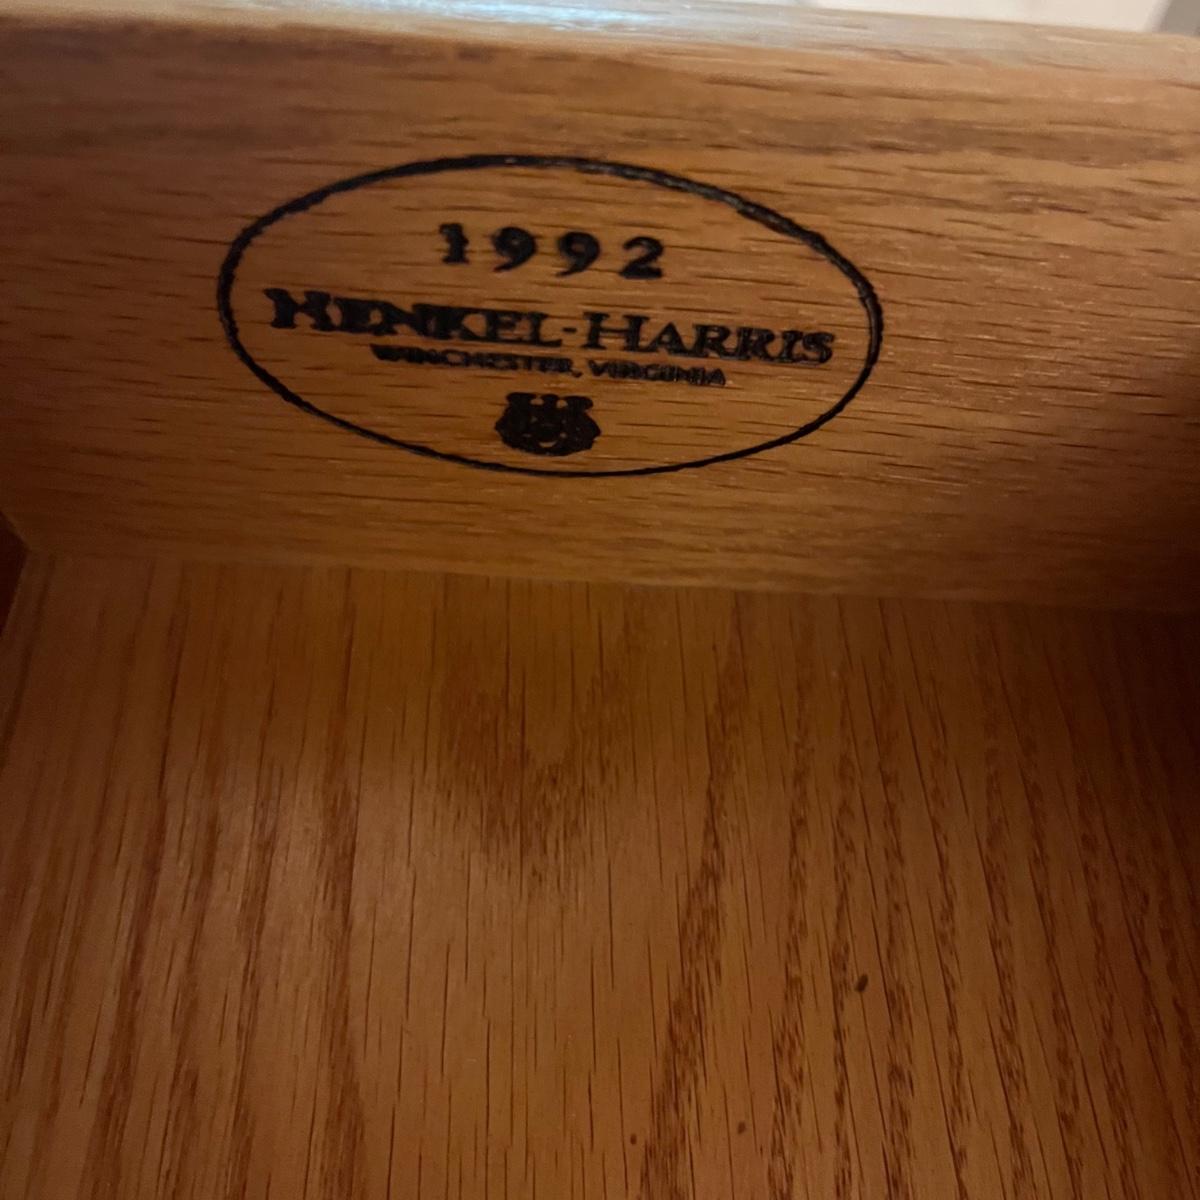 1992
HENKEL-HARRIS
WINCHESTER, VIRGINIA